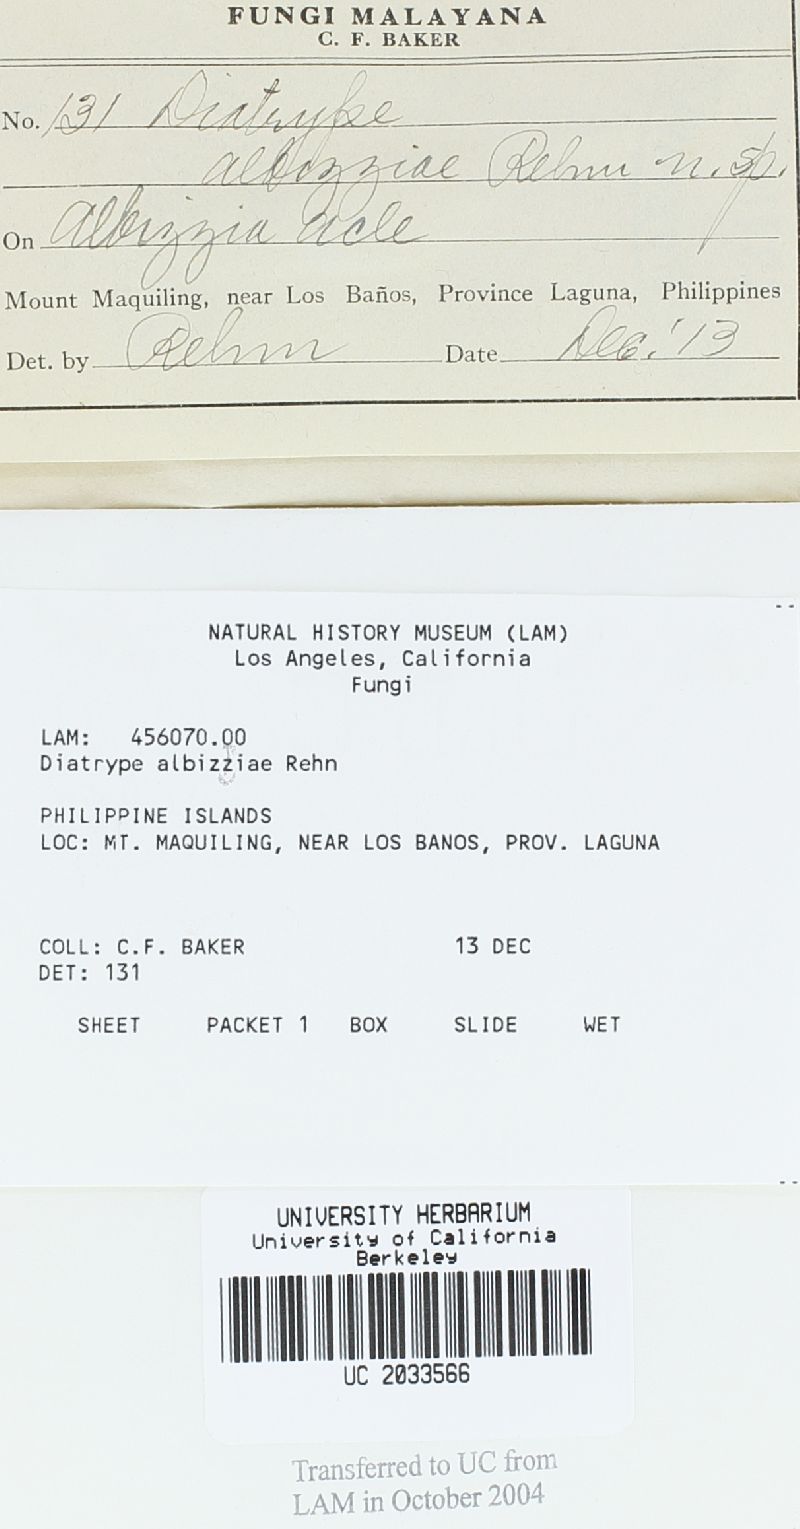 FUNGI MALAYANA
C. F. BAKER
No. 131 Diatrype
albizziae Rehm n. sp.
On Albizzia acle
Mount Maquiling, near Los Baños, Province Laguna, Philippines
Det. by Rehm Date Dec. '13
NATURAL HISTORY MUSEUM (LAM)
Los Angeles, California
Fungi
LAM: 456070.00
Diatrype albizziae Rehn
PHILIPPINE ISLANDS
LOC: MT. MAQUILING, NEAR LOS BANOS, PROV. LAGUNA
COLL: C.F. BAKER 13 DEC
DET: 131
SHEET PACKET 1 BOX SLIDE WET
UNIVERSITY HERBARIUM
University of California
Berkeley
UC 2033566
Transferred to UC from
LAM in October 2004